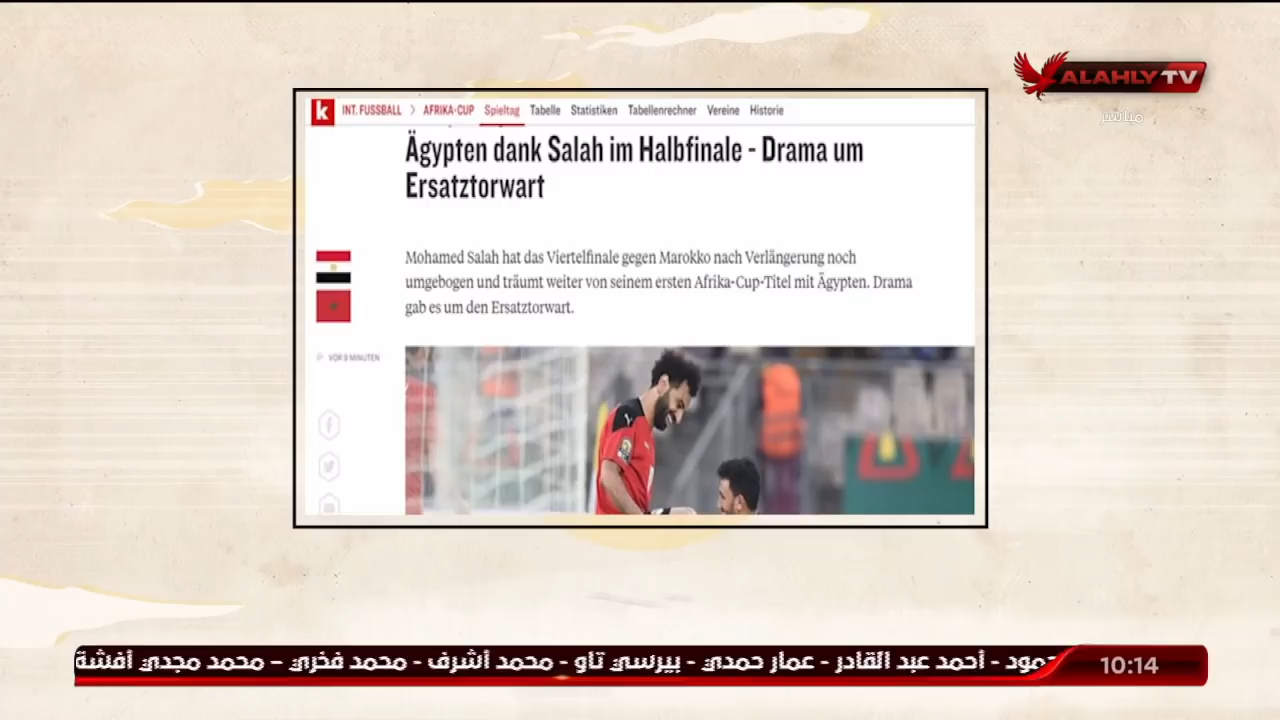 ALAHLY TV
مباشر
k INT. FUSSBALL > AFRIKA-CUP Spieltag Tabelle Statistiken Tabellenrechner Vereine Historie
Ägypten dank Salah im Halbfinale - Drama um
Ersatztorwart
Mohamed Salah hat das Viertelfinale gegen Marokko nach Verlängerung noch
umgebogen und träumt weiter von seinem ersten Afrika-Cup-Titel mit Ägypten. Drama
gab es um den Ersatztorwart.
VOR 9 MINUTEN
حمود - أحمد عبد القادر - عمار حمدي - بيرسي تاو - محمد أشرف - محمد فخري – محمد مجدي أفشة
10:14